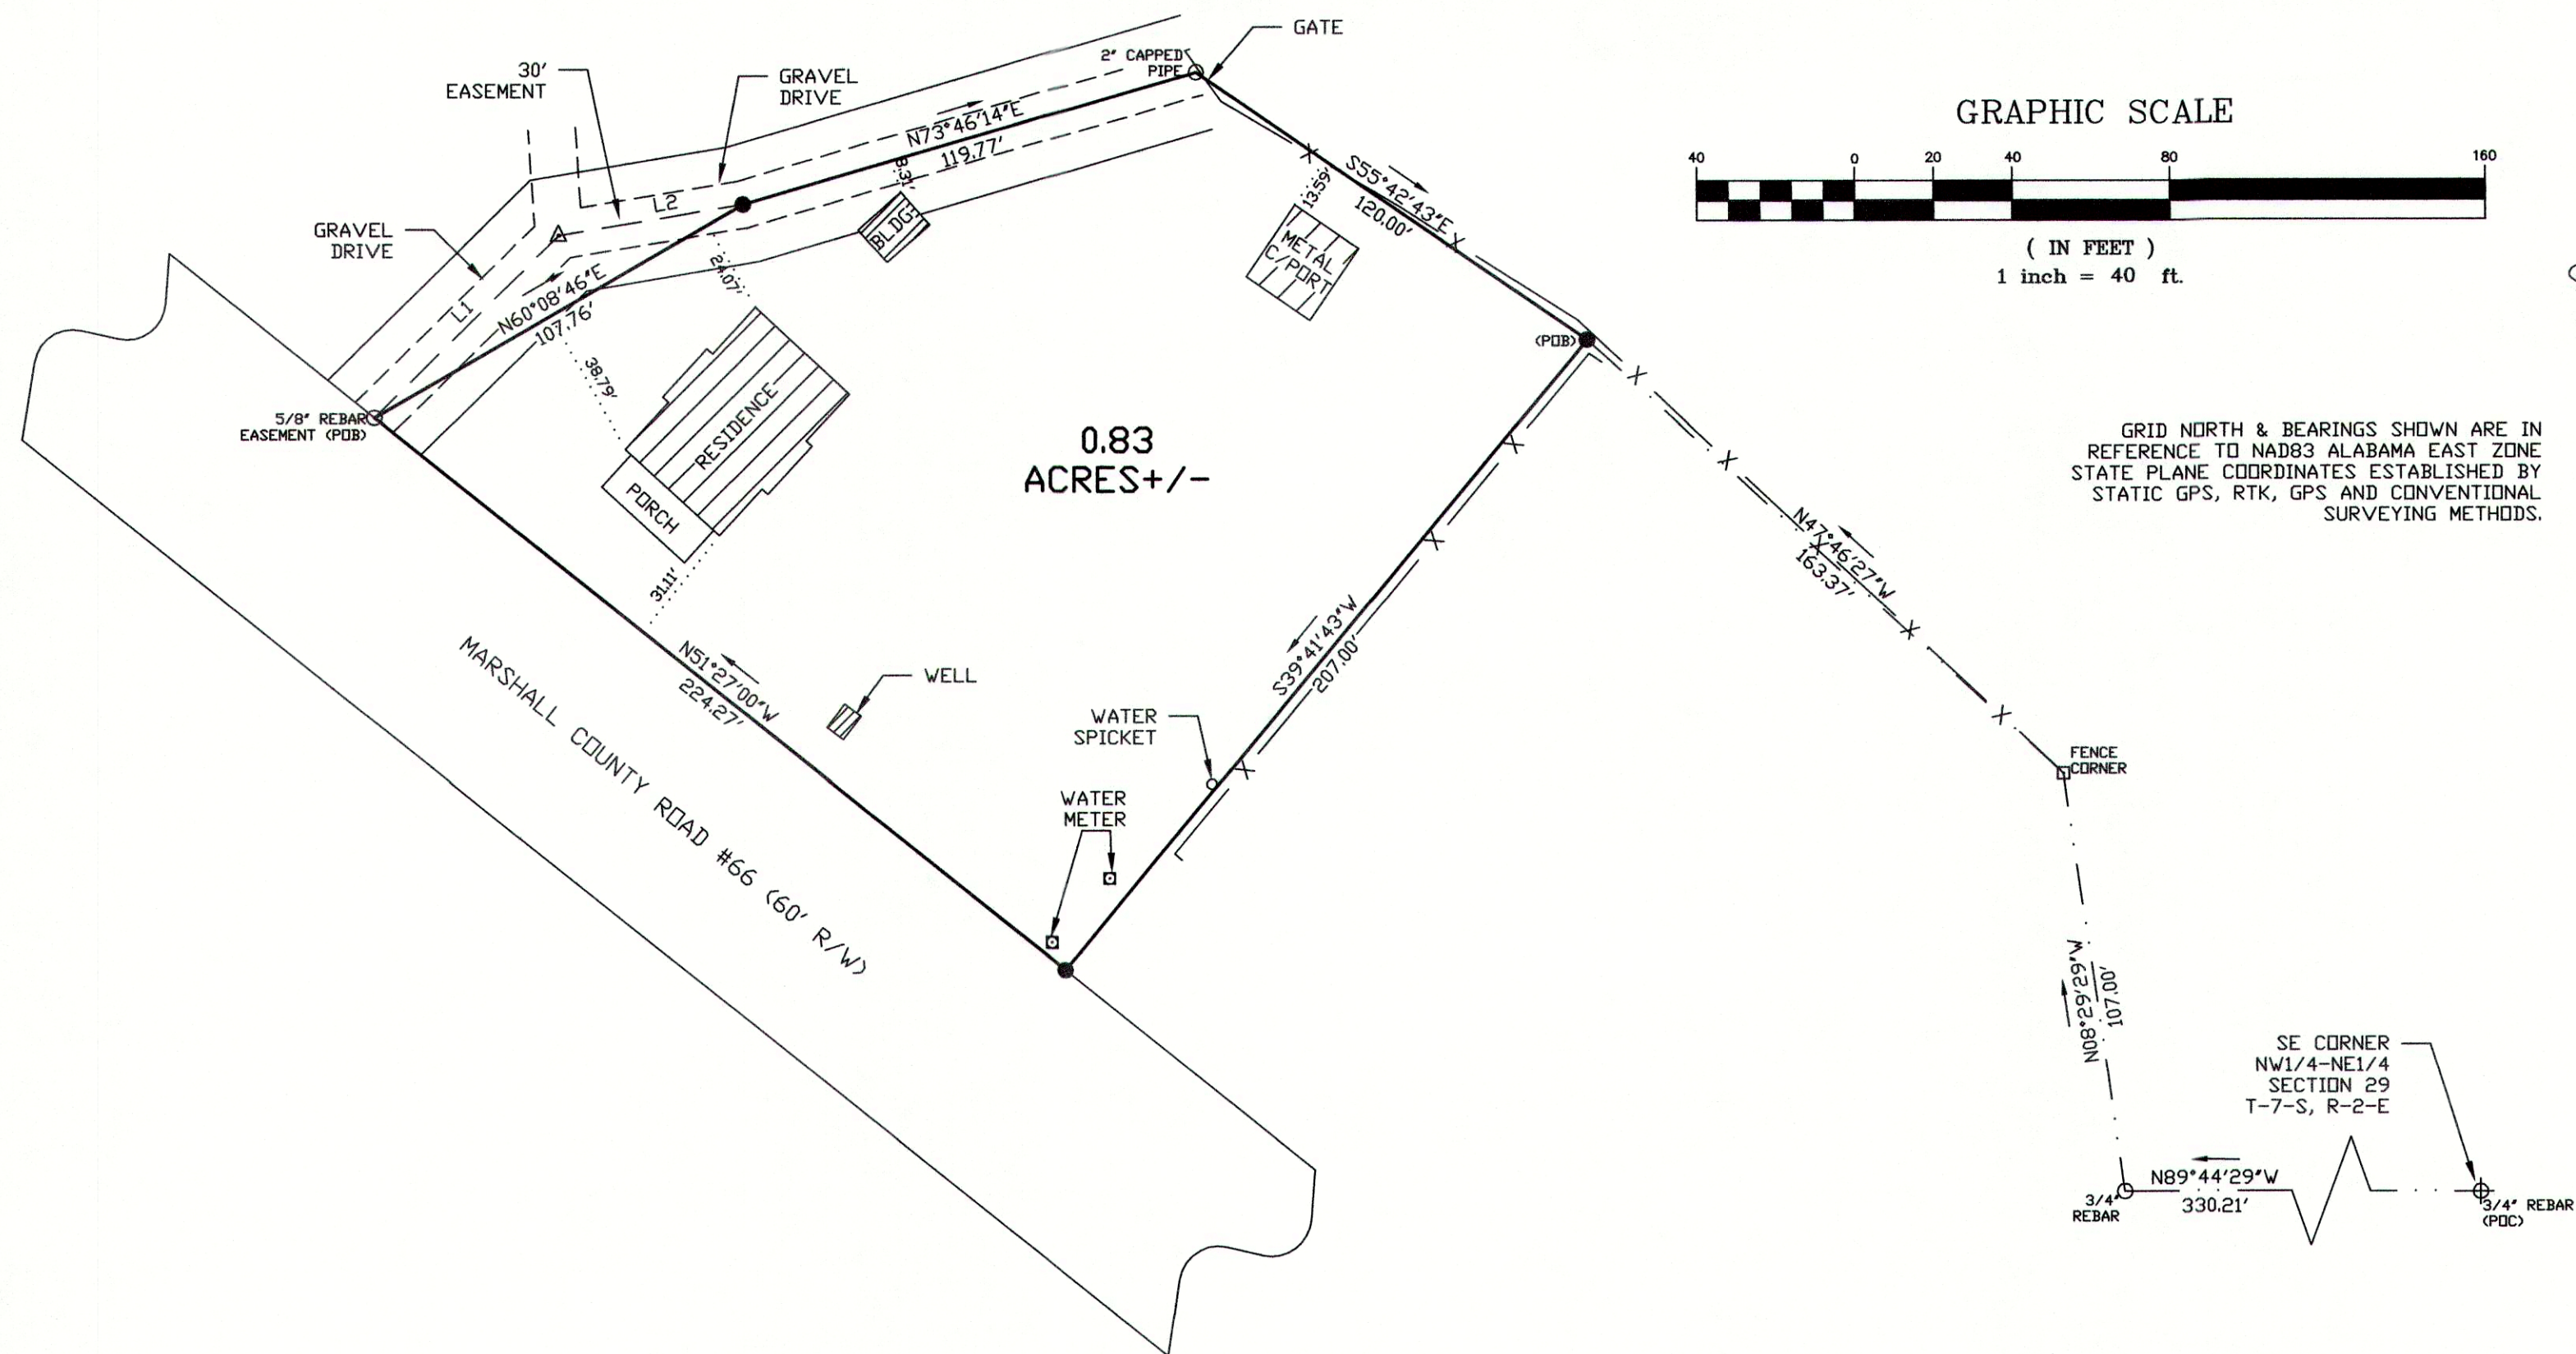 GATE
2" CAPPED
PIPE
30'
EASEMENT
GRAVEL
DRIVE
N73°46'14"E
119.77'
8.31'
GRAPHIC SCALE
40 0 20 40 80 160
( IN FEET )
1 inch = 40 ft.
S55°42'43"E
120.00'
13.59'
L2
BLDG
GRAVEL
DRIVE
METAL
C/PORT
24.07'
L1
N60°08'46"E
107.76'
38.79'
(POB)
5/8" REBAR
EASEMENT (POB)
RESIDENCE
PORCH
0.83
ACRES+/-
GRID NORTH & BEARINGS SHOWN ARE IN
REFERENCE TO NAD83 ALABAMA EAST ZONE
STATE PLANE COORDINATES ESTABLISHED BY
STATIC GPS, RTK, GPS AND CONVENTIONAL
SURVEYING METHODS.
N47°46'27"W
163.37'
31.11'
S39°41'43"W
207.00'
N51°27'00"W
224.27'
WELL
MARSHALL COUNTY ROAD #66 (60' R/W)
WATER
SPICKET
WATER
METER
FENCE
CORNER
N08°29'29"W
107.00'
SE CORNER
NW1/4-NE1/4
SECTION 29
T-7-S, R-2-E
N89°44'29"W
330.21'
3/4"
REBAR
3/4" REBAR
(POC)